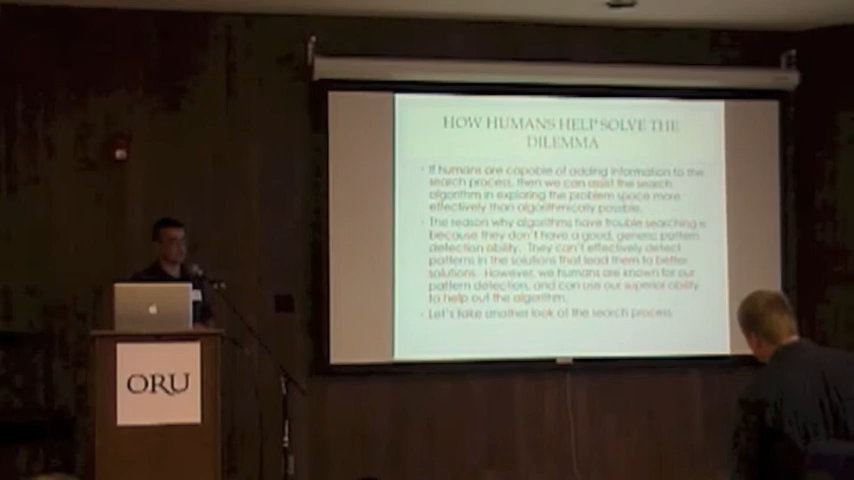 HOW HUMANS HELP SOLVE THE
DILEMMA
If humans are capable of adding information to the
search process, then we can assist the search
algorithm in exploring the problem space more
effectively than algorithmically possible.
The reason why algorithms have trouble searching is
because they don't have a good, generic pattern
detection ability. They can't effectively detect
patterns in the solutions that lead them to better
solutions. However, we humans are known for our
pattern detection, and can use our superior ability
to help out the algorithm.
Let's take another look at the search process
ORU